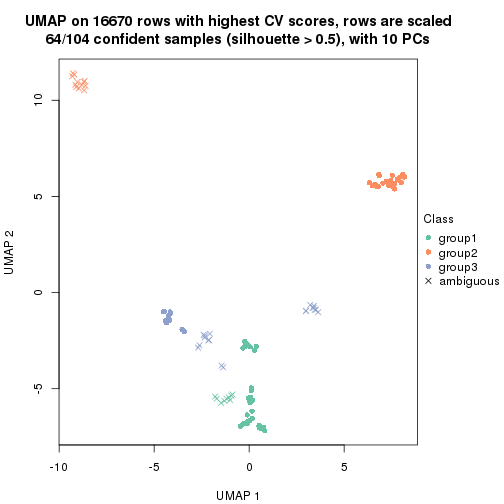 UMAP on 16670 rows with highest CV scores, rows are scaled
64/104 confident samples (silhouette > 0.5), with 10 PCs
10
5
0
-5
UMAP 2
-10
-5
0
5
UMAP 1
Class
group1
group2
group3
ambiguous